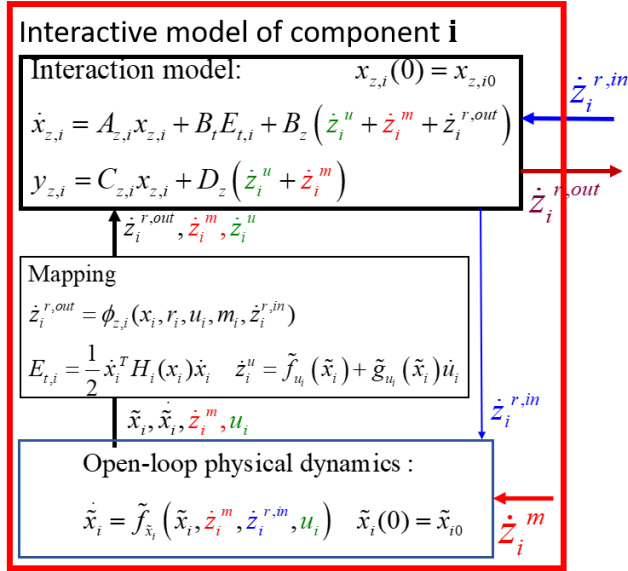 Interactive model of component i
Interaction model: x_{z,i}(0) = x_{z,i0}
ẋ_{z,i} = A_{z,i} x_{z,i} + B_t E_{t,i} + B_z (ż_i^u + ż_i^m + ż_i^{r,out})
ż_i^{r,in}
y_{z,i} = C_{z,i} x_{z,i} + D_z (ż_i^u + ż_i^m)
ż_i^{r,out}
ż_i^{r,out}, ż_i^m, ż_i^u
Mapping
ż_i^{r,out} = ϕ_{z,i}(x_i, r_i, u_i, m_i, ż_i^{r,in})
E_{t,i} = \frac{1}{2} ẋ_i^T H_i(x_i) ẋ_i ż_i^u = f̃_{u_i}(x̃_i) + g̃_{u_i}(x̃_i) u̇_i
ż_i^{r,in}
x̃_i, \dot{x̃}_i, ż_i^m, u_i
Open-loop physical dynamics :
\dot{x̃}_i = f̃_{x̃_i}(x̃_i, ż_i^m, ż_i^{r,in}, u_i) x̃_i(0) = x̃_{i0}
ż_i^m